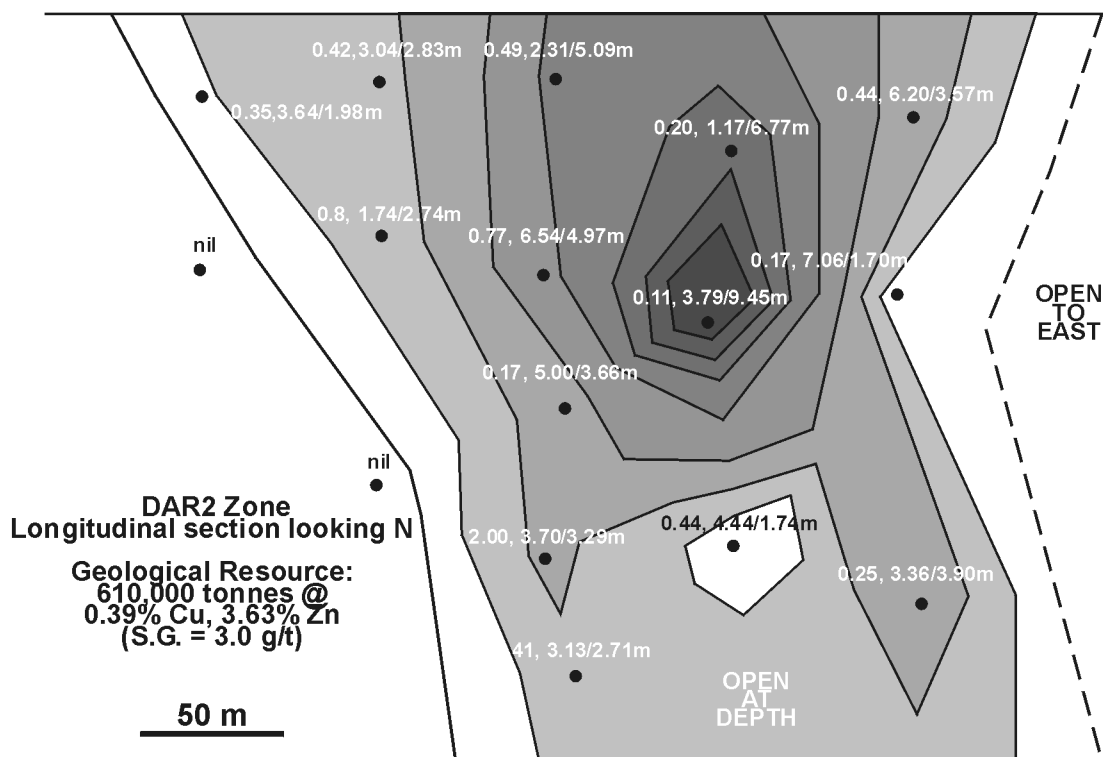 0.42,3.04/2.83m
0.49,2.31/5.09m
0.35,3.64/1.98m
0.44, 6.20/3.57m
0.20, 1.17/6.77m
0.8, 1.74/2.74m
nil
0.77, 6.54/4.97m
0.17, 7.06/1.70m
0.11, 3.79/9.45m
OPEN
TO
EAST
0.17, 5.00/3.66m
nil
DAR2 Zone
Longitudinal section looking N
0.44, 4.44/1.74m
2.00, 3.70/3.29m
0.25, 3.36/3.90m
Geological Resource:
610,000 tonnes @
0.39% Cu, 3.63% Zn
(S.G. = 3.0 g/t)
41, 3.13/2.71m
OPEN
AT
DEPTH
50 m